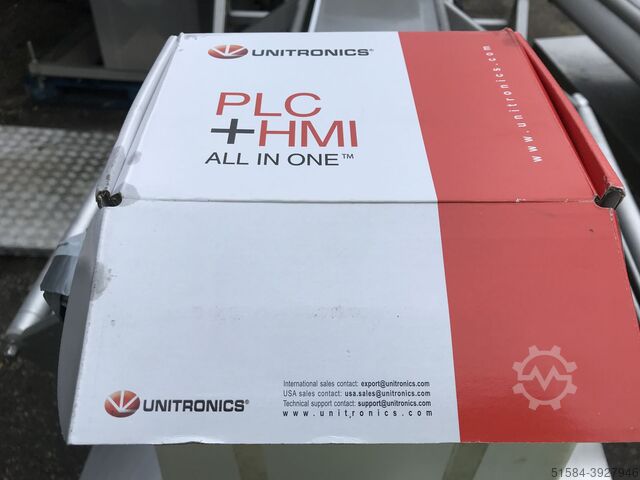 UNITRONICS®
PLC
+HMI
ALL IN ONE™
www.unitronics.com
International sales contact: export@unitronics.com
USA sales contact: usa.sales@unitronics.com
Technical support contact: support@unitronics.com
www.unitronics.com
UNITRONICS®
51584-3927946